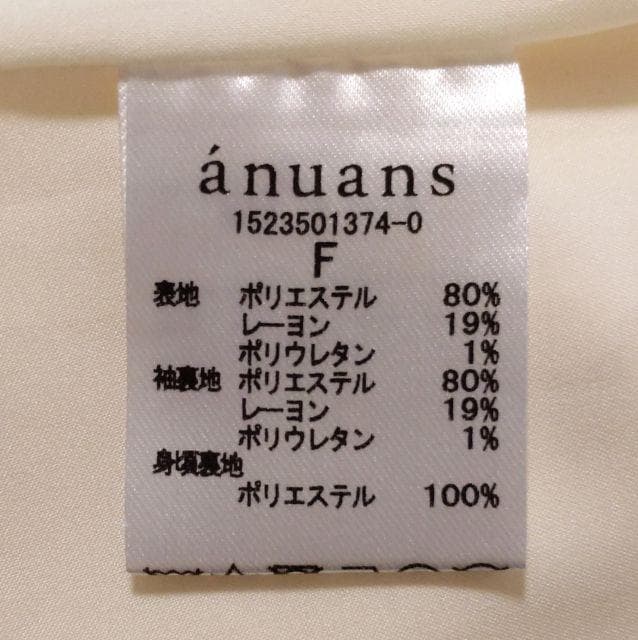 ánuans
1523501374-0
F
表地 ポリエステル 80%
レーヨン 19%
ポリウレタン 1%
袖裏地 ポリエステル 80%
レーヨン 19%
ポリウレタン 1%
身頃裏地
ポリエステル 100%